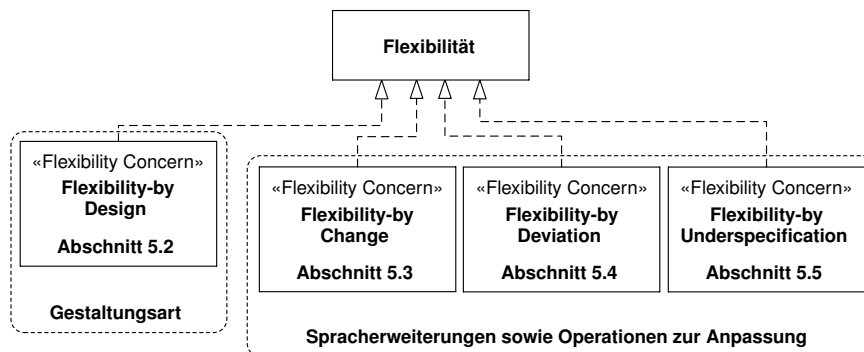 Flexibilität
«Flexibility Concern»
Flexibility-by
Design
Abschnitt 5.2
Gestaltungsart
«Flexibility Concern»
Flexibility-by
Change
Abschnitt 5.3
«Flexibility Concern»
Flexibility-by
Deviation
Abschnitt 5.4
«Flexibility Concern»
Flexibility-by
Underspecification
Abschnitt 5.5
Spracherweiterungen sowie Operationen zur Anpassung